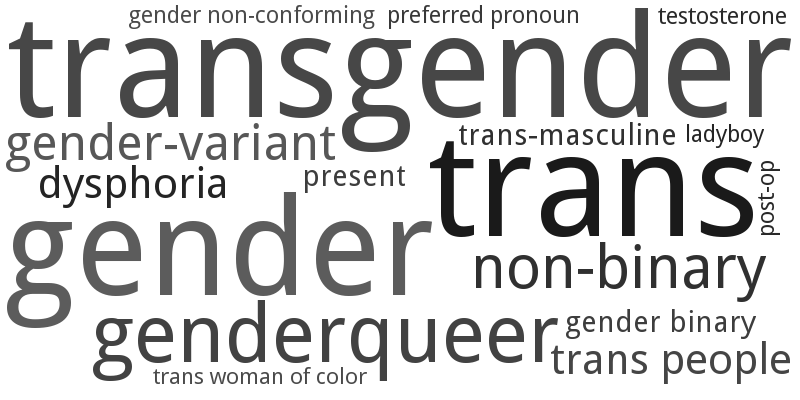 gender non-conforming
preferred pronoun
testosterone
transgender
gender-variant
trans-masculine
ladyboy
dysphoria
present
trans
post-op
gender
non-binary
genderqueer
gender binary
trans people
trans woman of color